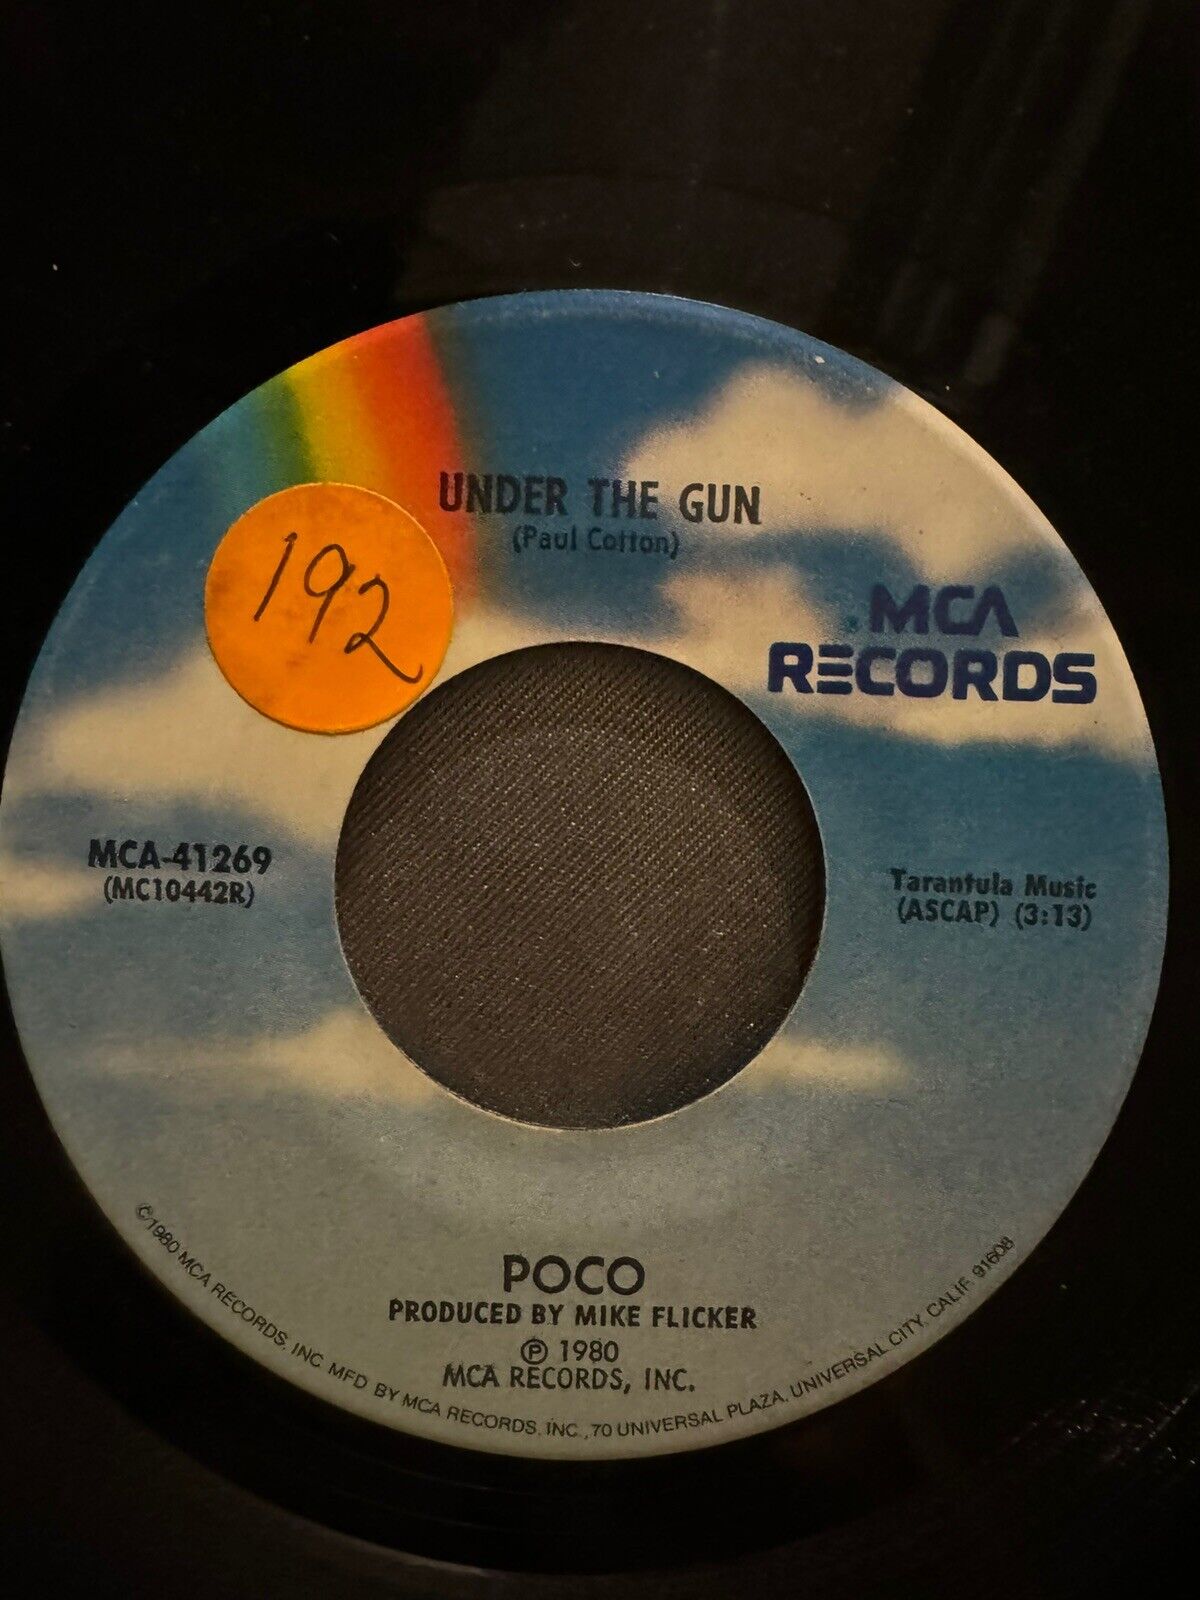 UNDER THE GUN
(Paul Cotton)
192
MCA
RECORDS
MCA-41269
(MC10442R)
Tarantula Music
(ASCAP) (3:13)
POCO
PRODUCED BY MIKE FLICKER
℗ 1980
MCA RECORDS, INC.
©1980 MCA RECORDS, INC. MFD BY MCA RECORDS, INC., 70 UNIVERSAL PLAZA, UNIVERSAL CITY, CALIF. 91608